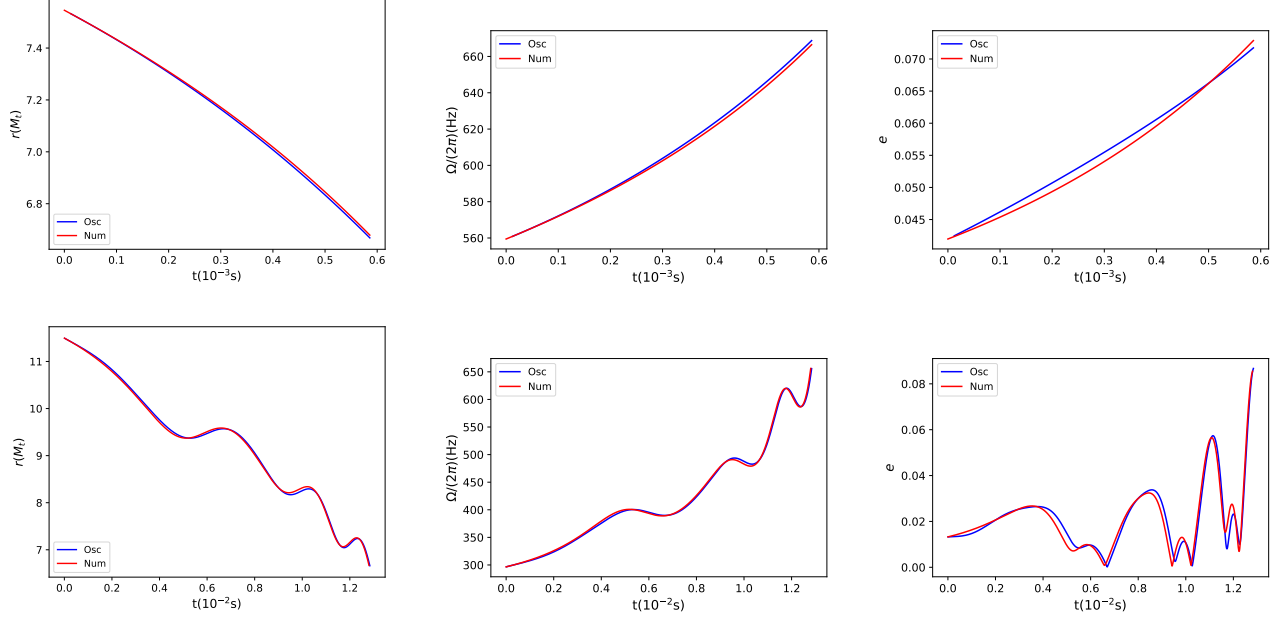 7.4
7.2
7.0
6.8
r(M_t)
Osc
Num
0.0 0.1 0.2 0.3 0.4 0.5 0.6
t(10⁻³s)
660
640
620
600
580
560
Ω/(2π)(Hz)
Osc
Num
0.0 0.1 0.2 0.3 0.4 0.5 0.6
t(10⁻³s)
0.070
0.065
0.060
0.055
0.050
0.045
e
Osc
Num
0.0 0.1 0.2 0.3 0.4 0.5 0.6
t(10⁻³s)
11
10
9
8
7
r(M_t)
Osc
Num
0.0 0.2 0.4 0.6 0.8 1.0 1.2
t(10⁻²s)
650
600
550
500
450
400
350
300
Ω/(2π)(Hz)
Osc
Num
0.0 0.2 0.4 0.6 0.8 1.0 1.2
t(10⁻²s)
0.08
0.06
0.04
0.02
0.00
e
Osc
Num
0.0 0.2 0.4 0.6 0.8 1.0 1.2
t(10⁻²s)